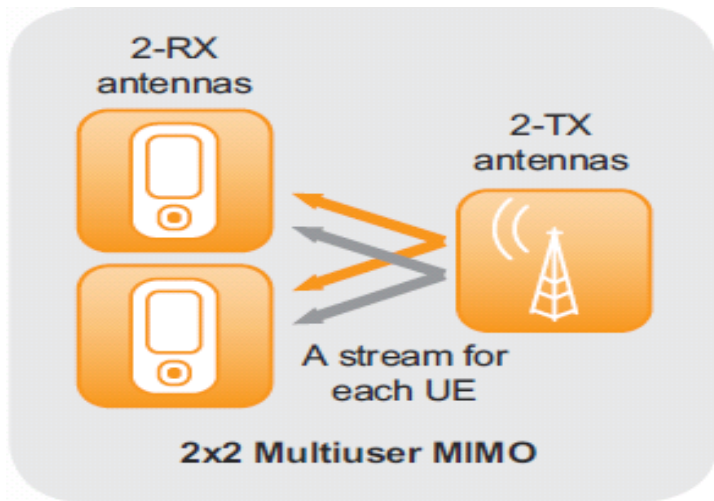 2-RX
antennas
2-TX
antennas
A stream for
each UE
2x2 Multiuser MIMO